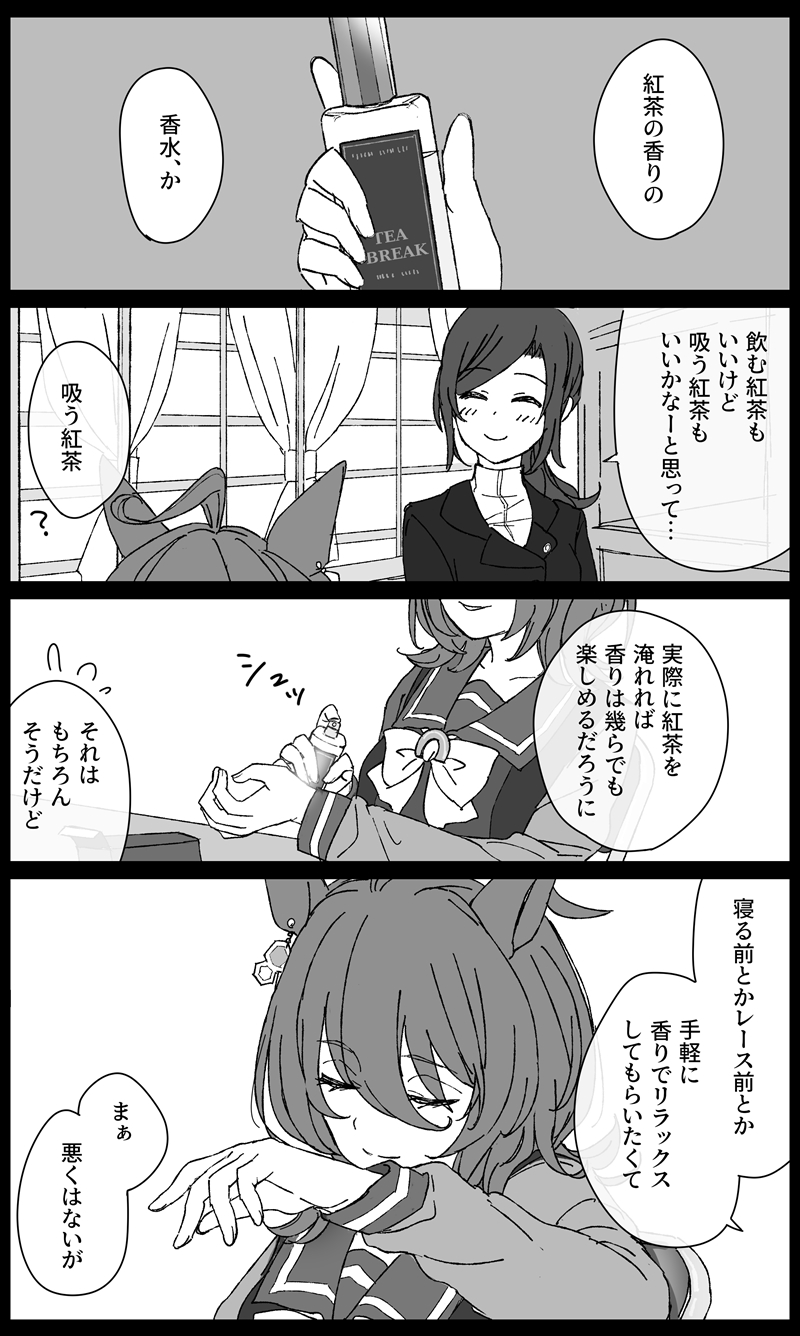 紅茶の香りの
香水、か
TEA
BREAK
飲む紅茶も
いいけど
吸う紅茶も
いいかなーと思って…
吸う紅茶
?
実際に紅茶を
淹れれば
香りは幾らでも
楽しめるだろうに
シュッ
それは
もちろん
そうだけど
寝る前とかレース前とか
手軽に
香りでリラックス
してもらいたくて
まぁ
悪くはないが